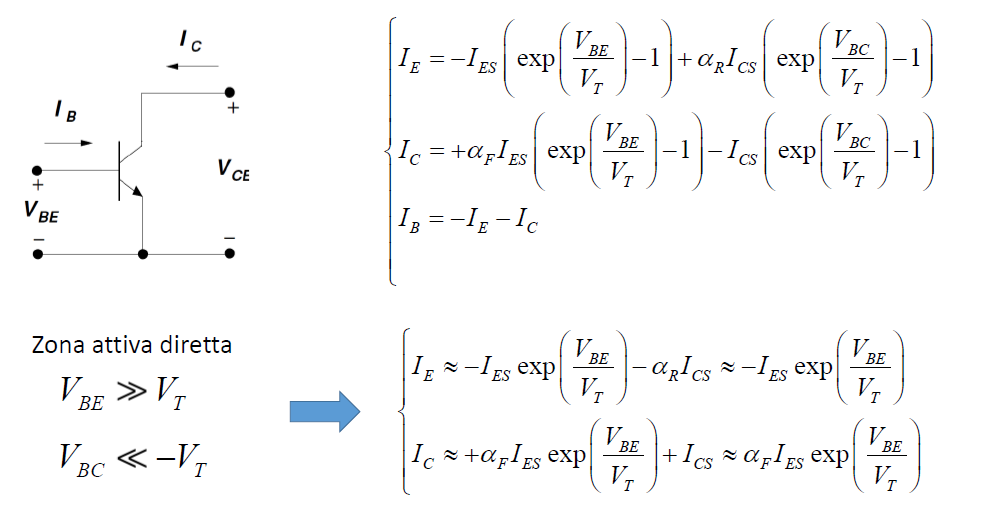 I_C
I_B
+
+
V_CE
V_BE
−
−
I_E = −I_ES ( exp( V_BE / V_T ) − 1 ) + α_R I_CS ( exp( V_BC / V_T ) − 1 )
I_C = +α_F I_ES ( exp( V_BE / V_T ) − 1 ) − I_CS ( exp( V_BC / V_T ) − 1 )
I_B = −I_E − I_C
Zona attiva diretta
V_BE ≫ V_T
V_BC ≪ −V_T
I_E ≈ −I_ES exp( V_BE / V_T ) − α_R I_CS ≈ −I_ES exp( V_BE / V_T )
I_C ≈ +α_F I_ES exp( V_BE / V_T ) + I_CS ≈ α_F I_ES exp( V_BE / V_T )